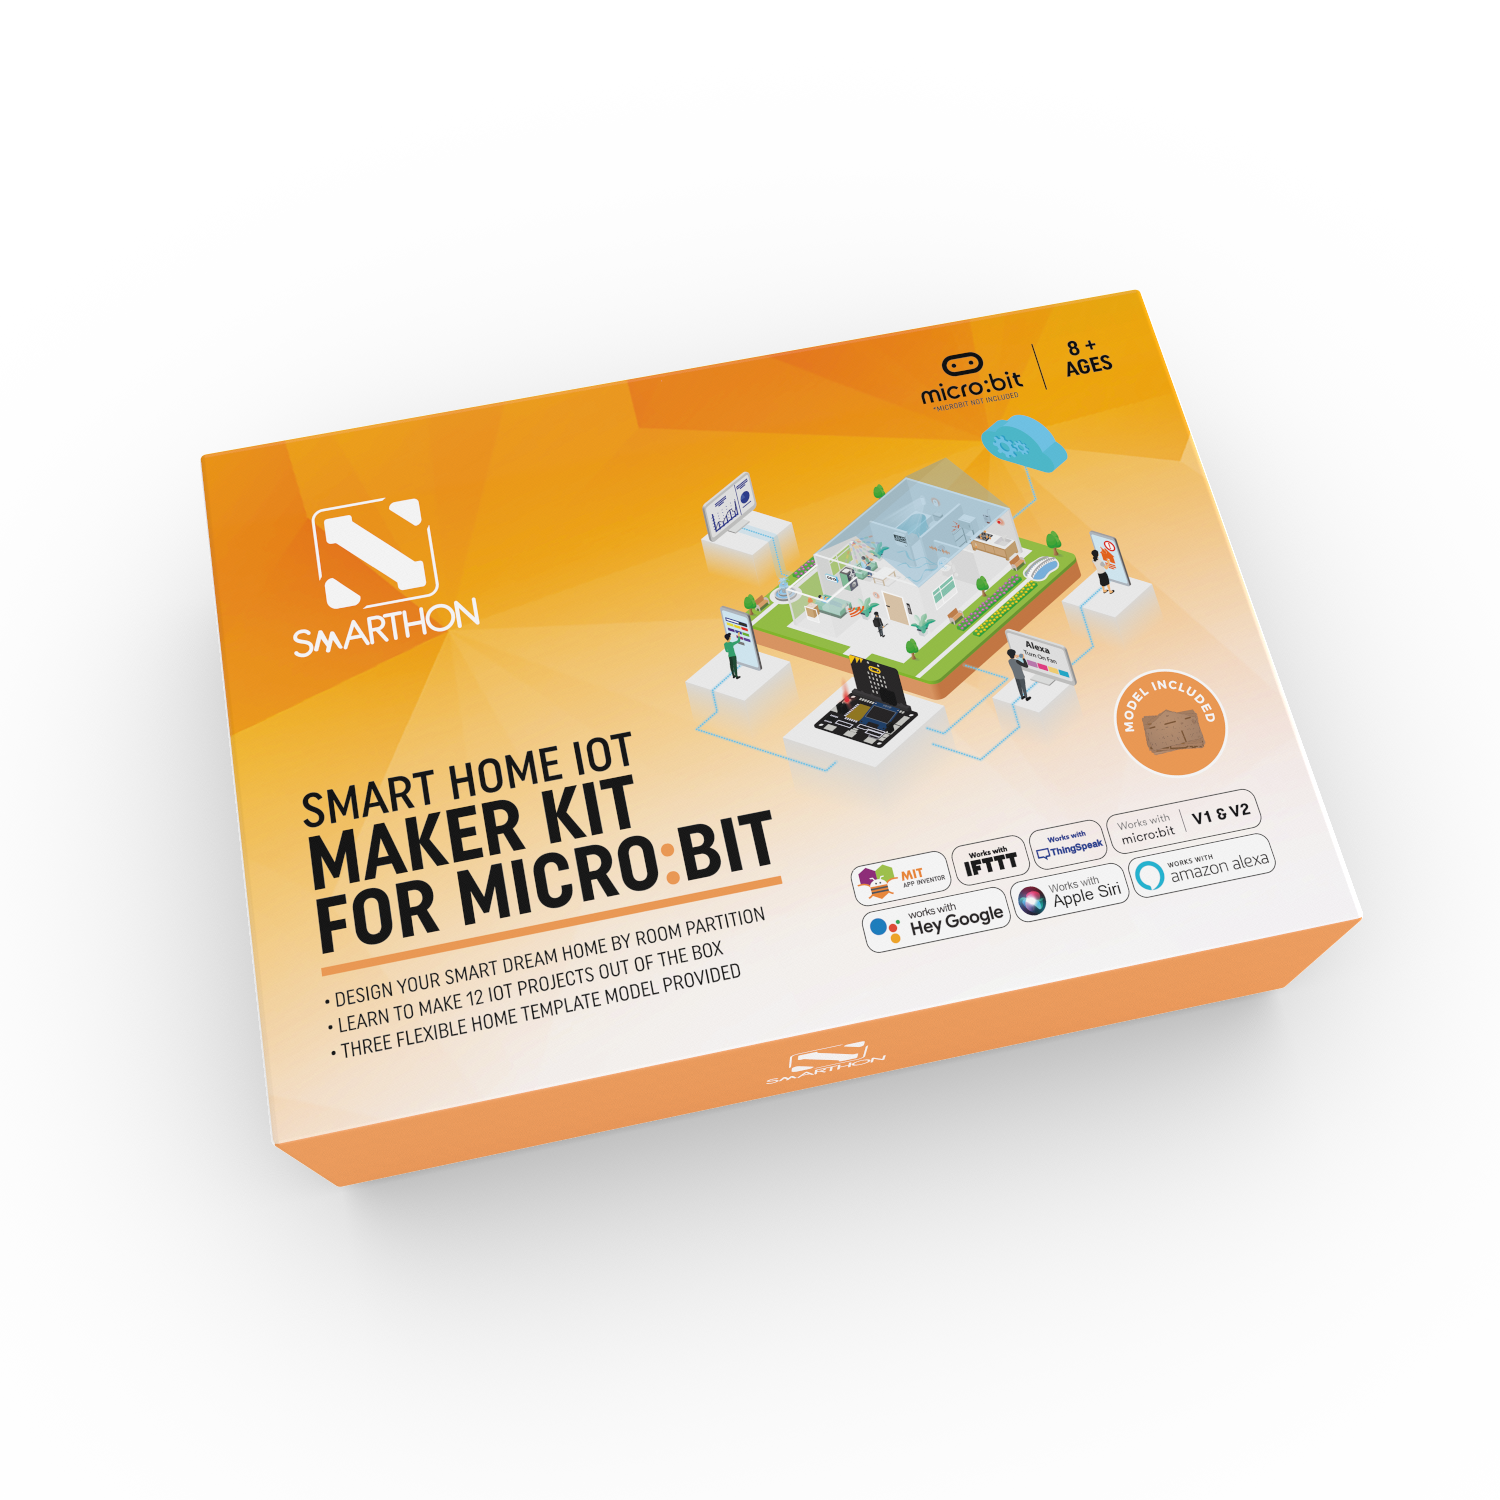 micro:bit
*MICROBIT NOT INCLUDED
8 +
AGES
SMARTHON
Alexa
Turn On Fan
MODEL INCLUDED
SMART HOME IOT
MAKER KIT
FOR MICRO:BIT
• DESIGN YOUR SMART DREAM HOME BY ROOM PARTITION
• LEARN TO MAKE 12 IOT PROJECTS OUT OF THE BOX
• THREE FLEXIBLE HOME TEMPLATE MODEL PROVIDED
MIT
APP INVENTOR
Works with
IFTTT
Works with
ThingSpeak
Works with
micro:bit
V1 & V2
works with
Hey Google
Works with
Apple Siri
WORKS WITH
amazon alexa
SMARTHON